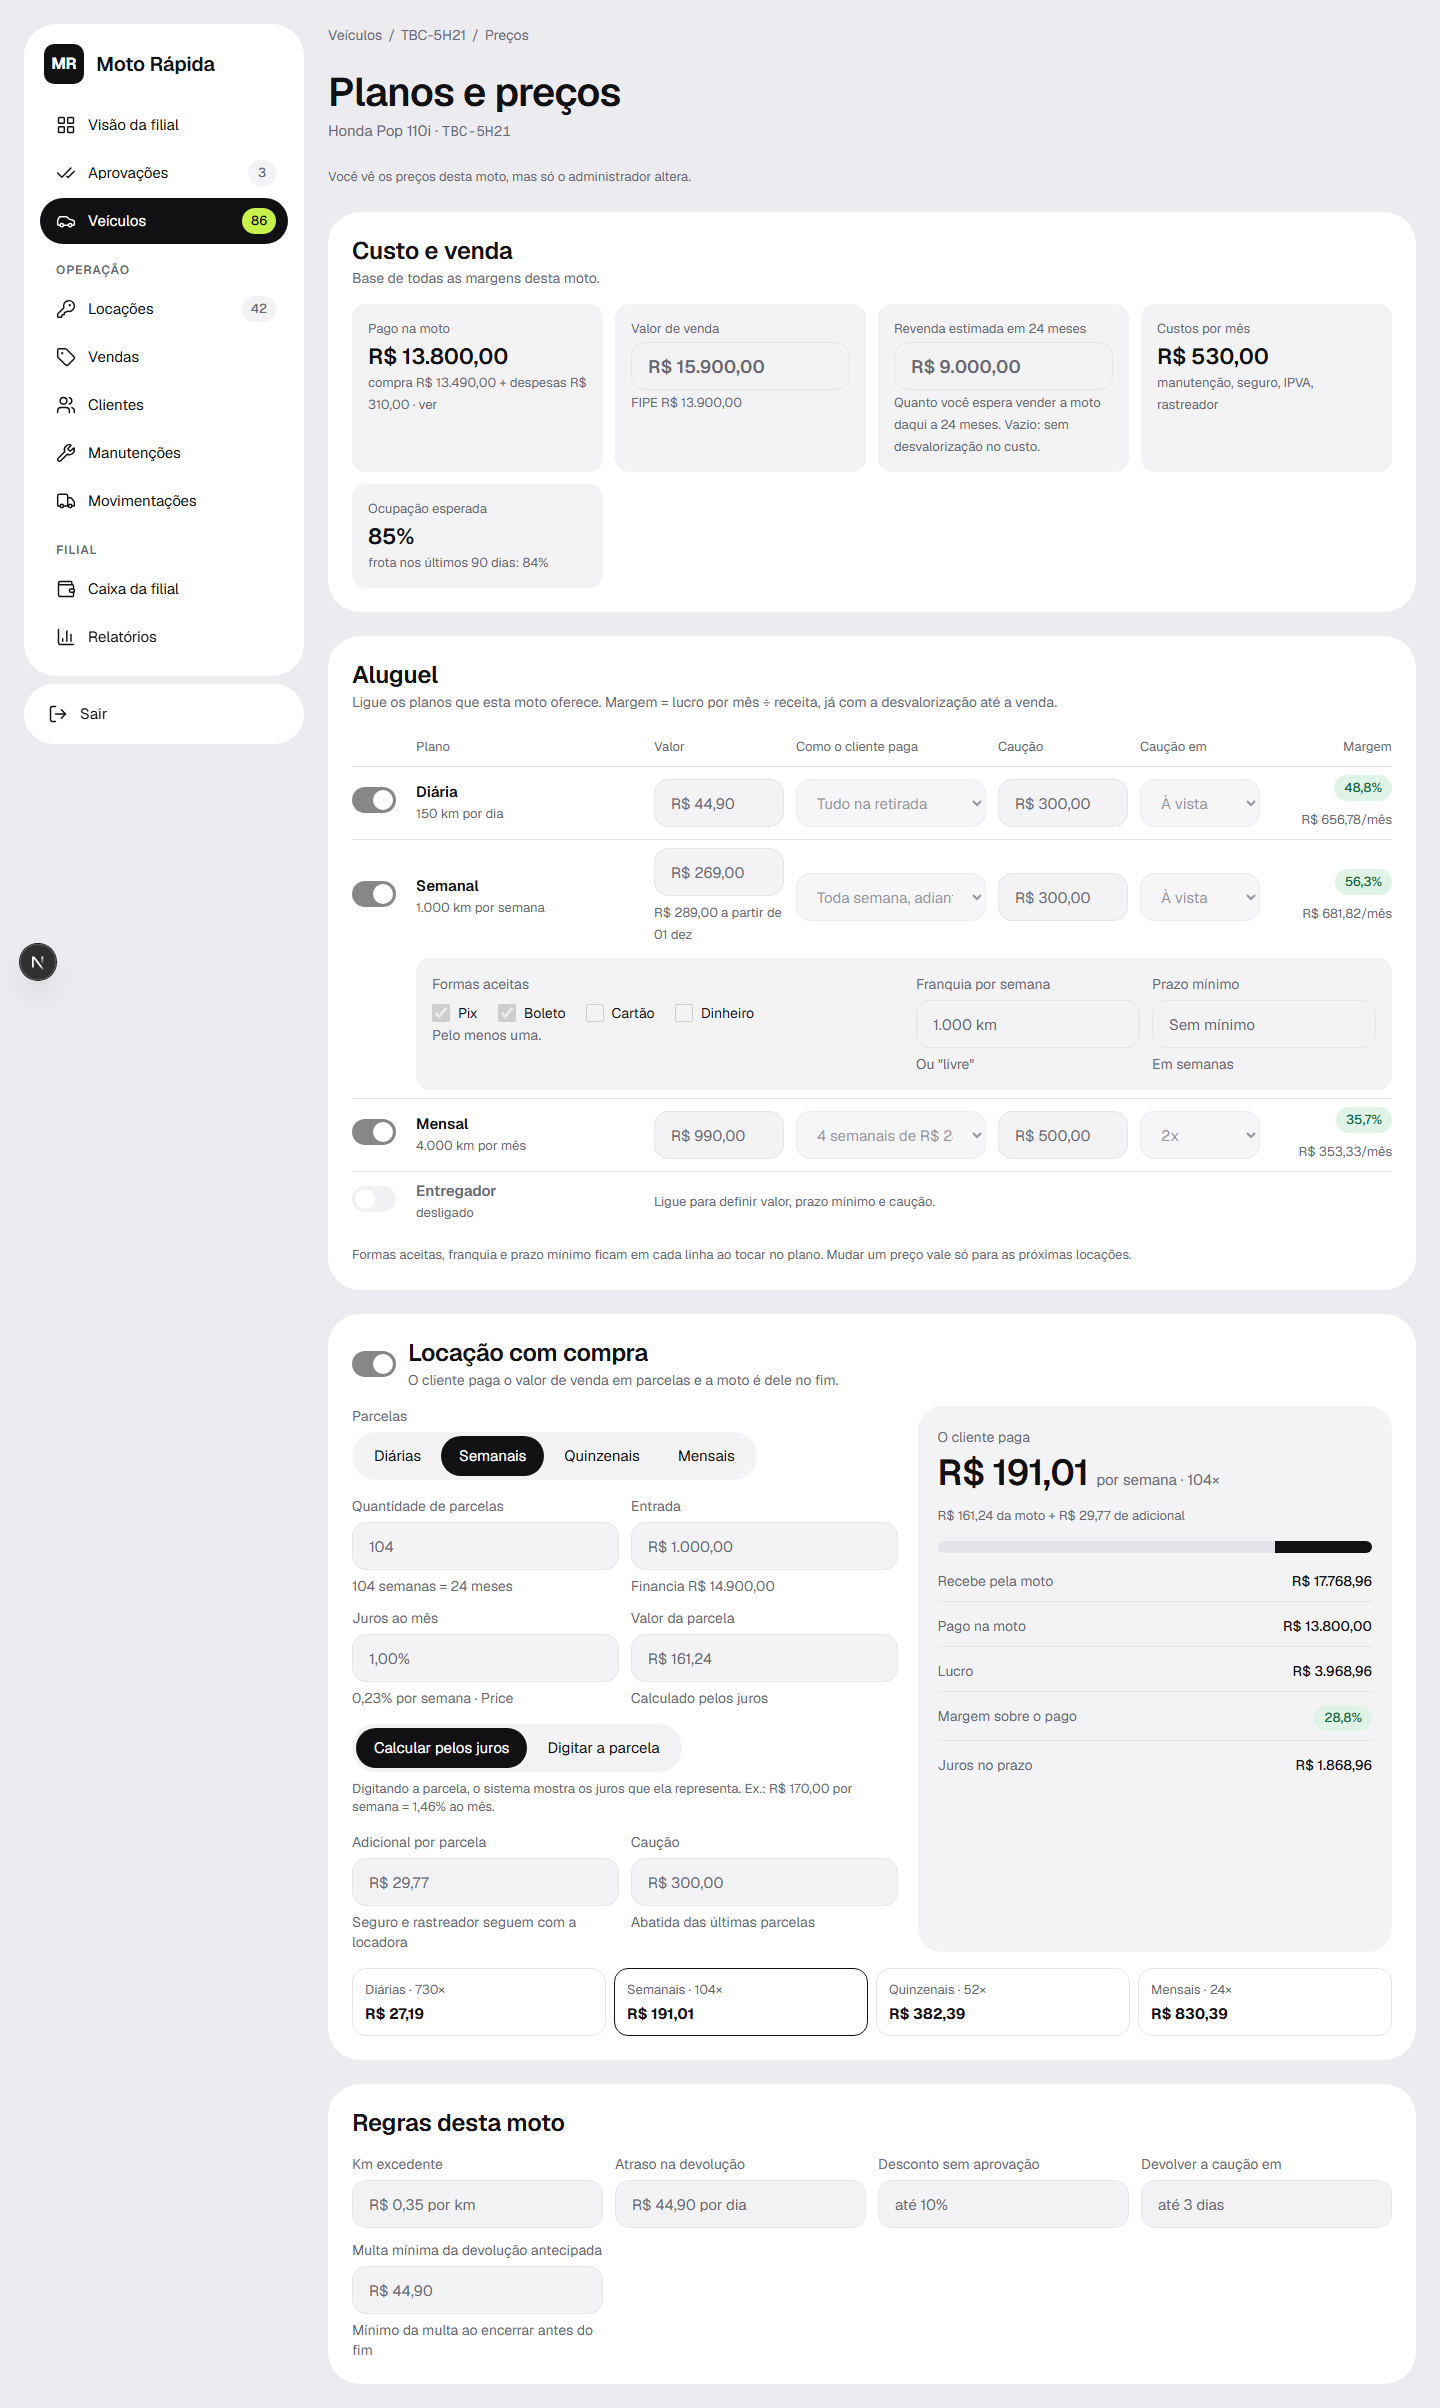 MR Moto Rápida
Visão da filial
Aprovações 3
Veículos 86
OPERAÇÃO
Locações 42
Vendas
Clientes
Manutenções
Movimentações
FILIAL
Caixa da filial
Relatórios
Sair
N
Veículos / TBC-5H21 / Preços
Planos e preços
Honda Pop 110i · TBC-5H21
Você vê os preços desta moto, mas só o administrador altera.
Custo e venda
Base de todas as margens desta moto.
Pago na moto
R$ 13.800,00
compra R$ 13.490,00 + despesas R$
310,00 · ver
Valor de venda
R$ 15.900,00
FIPE R$ 13.900,00
Revenda estimada em 24 meses
R$ 9.000,00
Quanto você espera vender a moto
daqui a 24 meses. Vazio: sem
desvalorização no custo.
Custos por mês
R$ 530,00
manutenção, seguro, IPVA,
rastreador
Ocupação esperada
85%
frota nos últimos 90 dias: 84%
Aluguel
Ligue os planos que esta moto oferece. Margem = lucro por mês ÷ receita, já com a desvalorização até a venda.
Plano Valor Como o cliente paga Caução Caução em Margem
Diária
150 km por dia
R$ 44,90
Tudo na retirada
R$ 300,00
À vista
48,8%
R$ 656,78/mês
Semanal
1.000 km por semana
R$ 269,00
R$ 289,00 a partir de
01 dez
Toda semana, adian
R$ 300,00
À vista
56,3%
R$ 681,82/mês
Formas aceitas
Pix Boleto Cartão Dinheiro
Pelo menos uma.
Franquia por semana
1.000 km
Ou "livre"
Prazo mínimo
Sem mínimo
Em semanas
Mensal
4.000 km por mês
R$ 990,00
4 semanais de R$ 2
R$ 500,00
2x
35,7%
R$ 353,33/mês
Entregador
desligado
Ligue para definir valor, prazo mínimo e caução.
Formas aceitas, franquia e prazo mínimo ficam em cada linha ao tocar no plano. Mudar um preço vale só para as próximas locações.
Locação com compra
O cliente paga o valor de venda em parcelas e a moto é dele no fim.
Parcelas
Diárias Semanais Quinzenais Mensais
Quantidade de parcelas
104
104 semanas = 24 meses
Entrada
R$ 1.000,00
Financia R$ 14.900,00
Juros ao mês
1,00%
0,23% por semana · Price
Valor da parcela
R$ 161,24
Calculado pelos juros
Calcular pelos juros Digitar a parcela
Digitando a parcela, o sistema mostra os juros que ela representa. Ex.: R$ 170,00 por
semana = 1,46% ao mês.
Adicional por parcela
R$ 29,77
Seguro e rastreador seguem com a
locadora
Caução
R$ 300,00
Abatida das últimas parcelas
O cliente paga
R$ 191,01 por semana · 104×
R$ 161,24 da moto + R$ 29,77 de adicional
Recebe pela moto R$ 17.768,96
Pago na moto R$ 13.800,00
Lucro R$ 3.968,96
Margem sobre o pago 28,8%
Juros no prazo R$ 1.868,96
Diárias · 730×
R$ 27,19
Semanais · 104×
R$ 191,01
Quinzenais · 52×
R$ 382,39
Mensais · 24×
R$ 830,39
Regras desta moto
Km excedente
R$ 0,35 por km
Atraso na devolução
R$ 44,90 por dia
Desconto sem aprovação
até 10%
Devolver a caução em
até 3 dias
Multa mínima da devolução antecipada
R$ 44,90
Mínimo da multa ao encerrar antes do
fim